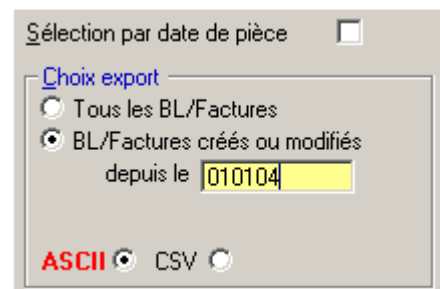 Sélection par date de pièce
Choix export
Tous les BL/Factures
BL/Factures créés ou modifiés
depuis le 010104
ASCII CSV